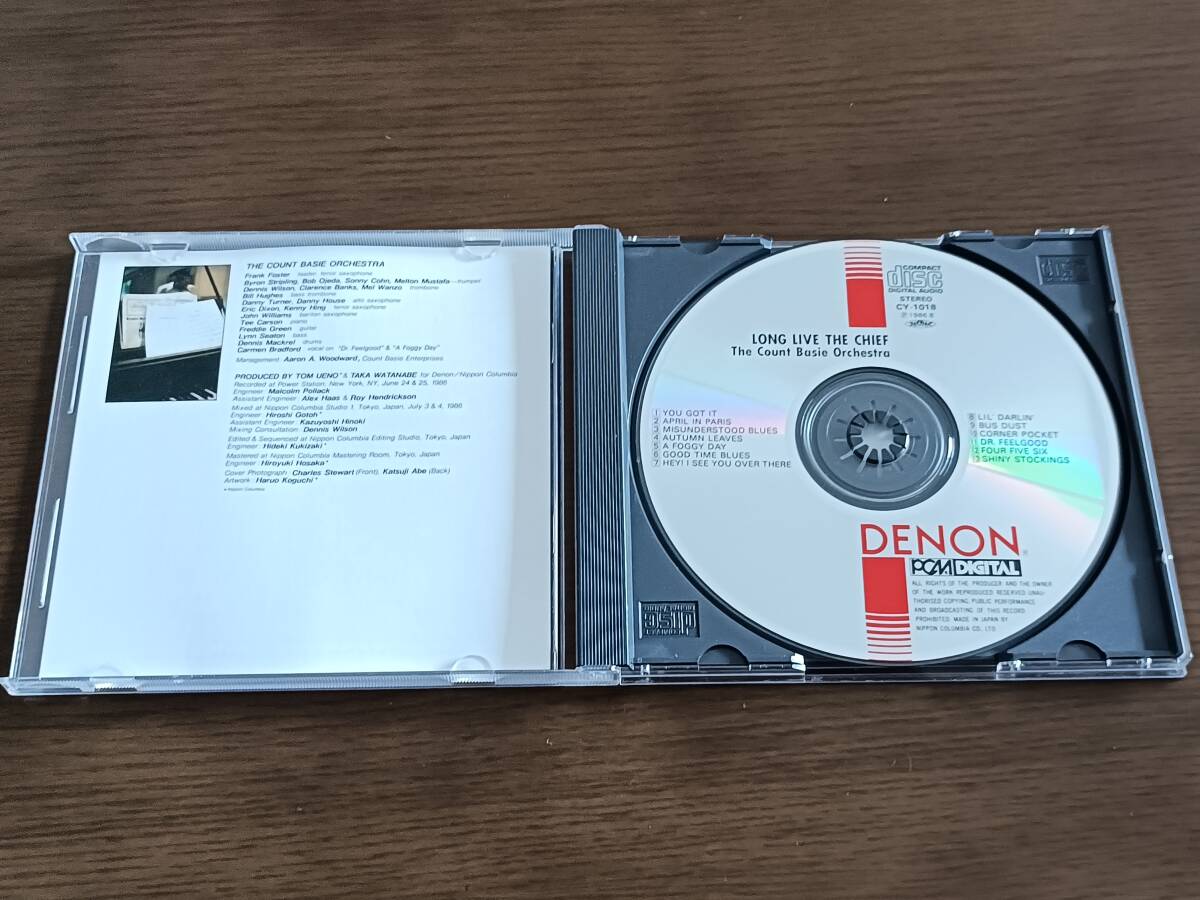 THE COUNT BASIE ORCHESTRA
Frank Foster leader, tenor saxophone
Byron Stripling, Bob Ojeda, Sonny Cohn, Melton Mustafa—trumpet
Dennis Wilson, Clarence Banks, Mel Wanzo trombone
Bill Hughes bass trombone
Danny Turner, Danny House alto saxophone
Eric Dixon, Kenny Hing tenor saxophone
John Williams bariton saxophone
Tee Carson piano
Freddie Green guitar
Lynn Seaton bass
Dennis Mackrel drums
Carmen Bradford vocal on "Dr. Feelgood" & "A Foggy Day"
Management: Aaron A. Woodward, Count Basie Enterprises
PRODUCED BY TOM UENO* & TAKA WATANABE for Denon/Nippon Columbia
Recorded at Power Station, New York, NY, June 24 & 25, 1986
Engineer: Malcolm Pollack
Assistant Engineer: Alex Haas & Roy Hendrickson
Mixed at Nippon Columbia Studio 1, Tokyo, Japan, July 3 & 4, 1986
Engineer: Hiroshi Gotoh*
Assistant Engineer: Kazuyoshi Hinoki
Mixing Consultation: Dennis Wilson
Edited & Sequenced at Nippon Columbia Editing Studio, Tokyo, Japan
Engineer: Hideki Kukizaki*
Mastered at Nippon Columbia Mastering Room, Tokyo, Japan
Engineer: Hiroyuki Hosaka*
Cover Photograph: Charles Stewart (Front), Katsuji Abe (Back)
Artwork: Haruo Koguchi*
* Nippon Columbia
COMPACT
disc
DIGITAL AUDIO
STEREO
CY-1018
Ⓟ 1986.8
LONG LIVE THE CHIEF
The Count Basie Orchestra
1 YOU GOT IT
2 APRIL IN PARIS
3 MISUNDERSTOOD BLUES
4 AUTUMN LEAVES
5 A FOGGY DAY
6 GOOD TIME BLUES
7 HEY! I SEE YOU OVER THERE
8 LIL' DARLIN'
9 BUS DUST
10 CORNER POCKET
11 DR. FEELGOOD
12 FOUR FIVE SIX
13 SHINY STOCKINGS
DENON®
PCM DIGITAL
ALL RIGHTS OF THE PRODUCER AND THE OWNER
OF THE WORK REPRODUCED RESERVED UNAU-
THORISED COPYING, PUBLIC PERFORMANCE
AND BROADCASTING OF THIS RECORD
PROHIBITED MADE IN JAPAN BY
NIPPON COLUMBIA CO., LTD.